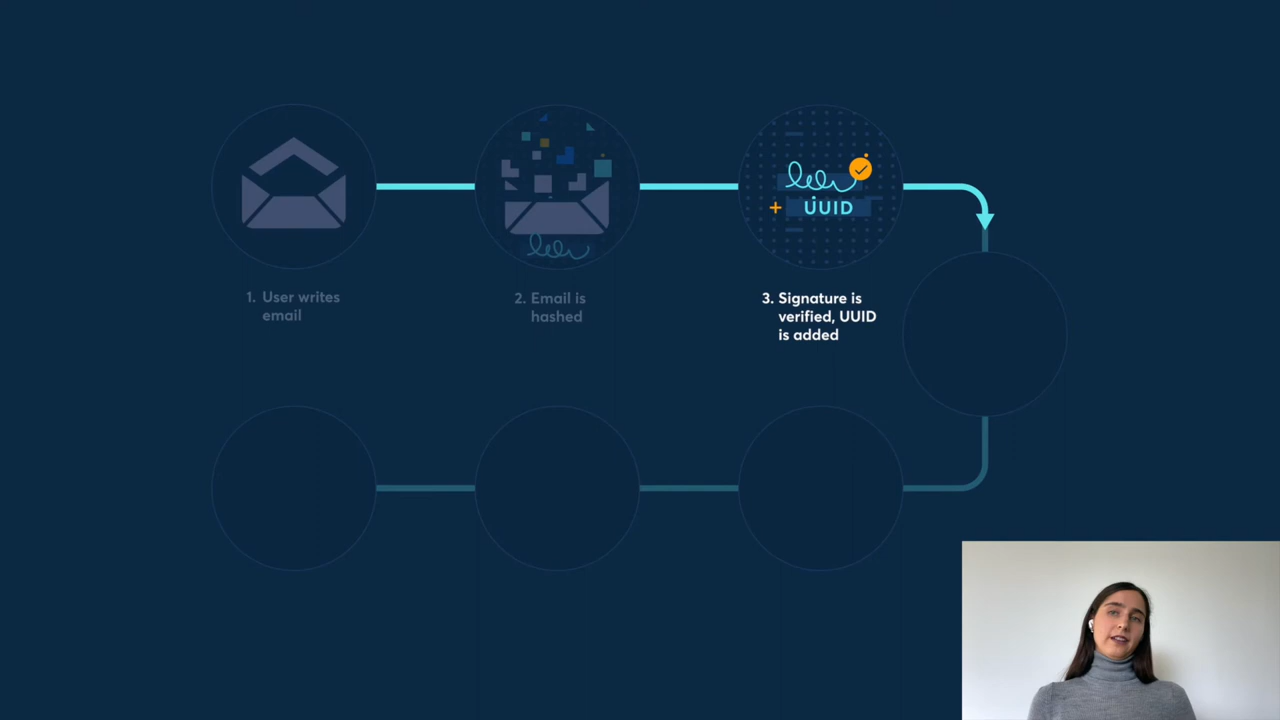 + UUID
1. User writes
email
2. Email is
hashed
3. Signature is
verified, UUID
is added